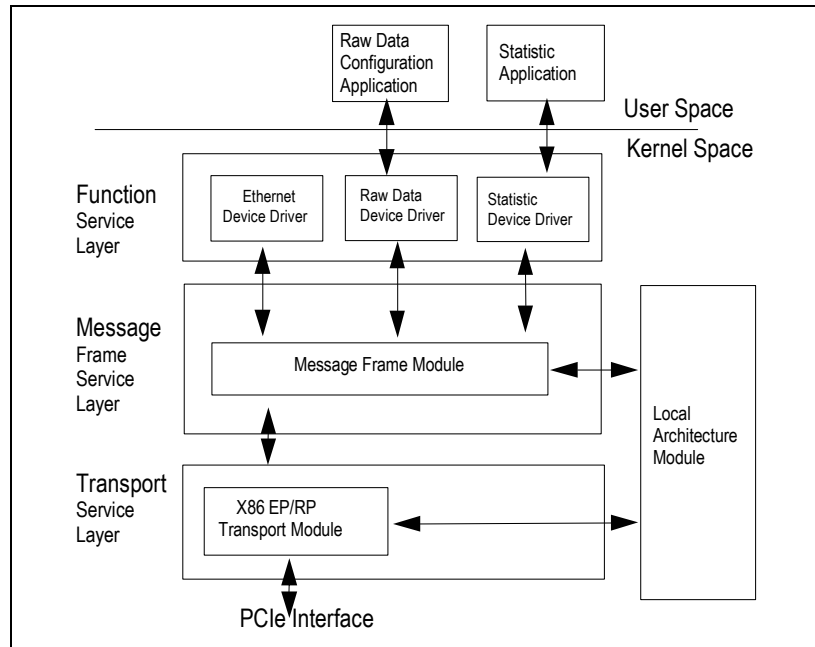 Raw Data
Configuration
Application
Statistic
Application
User Space
Kernel Space
Function
Service
Layer
Ethernet
Device Driver
Raw Data
Device Driver
Statistic
Device Driver
Message
Frame
Service
Layer
Message Frame Module
Local
Architecture
Module
Transport
Service
Layer
X86 EP/RP
Transport Module
PCIe Interface